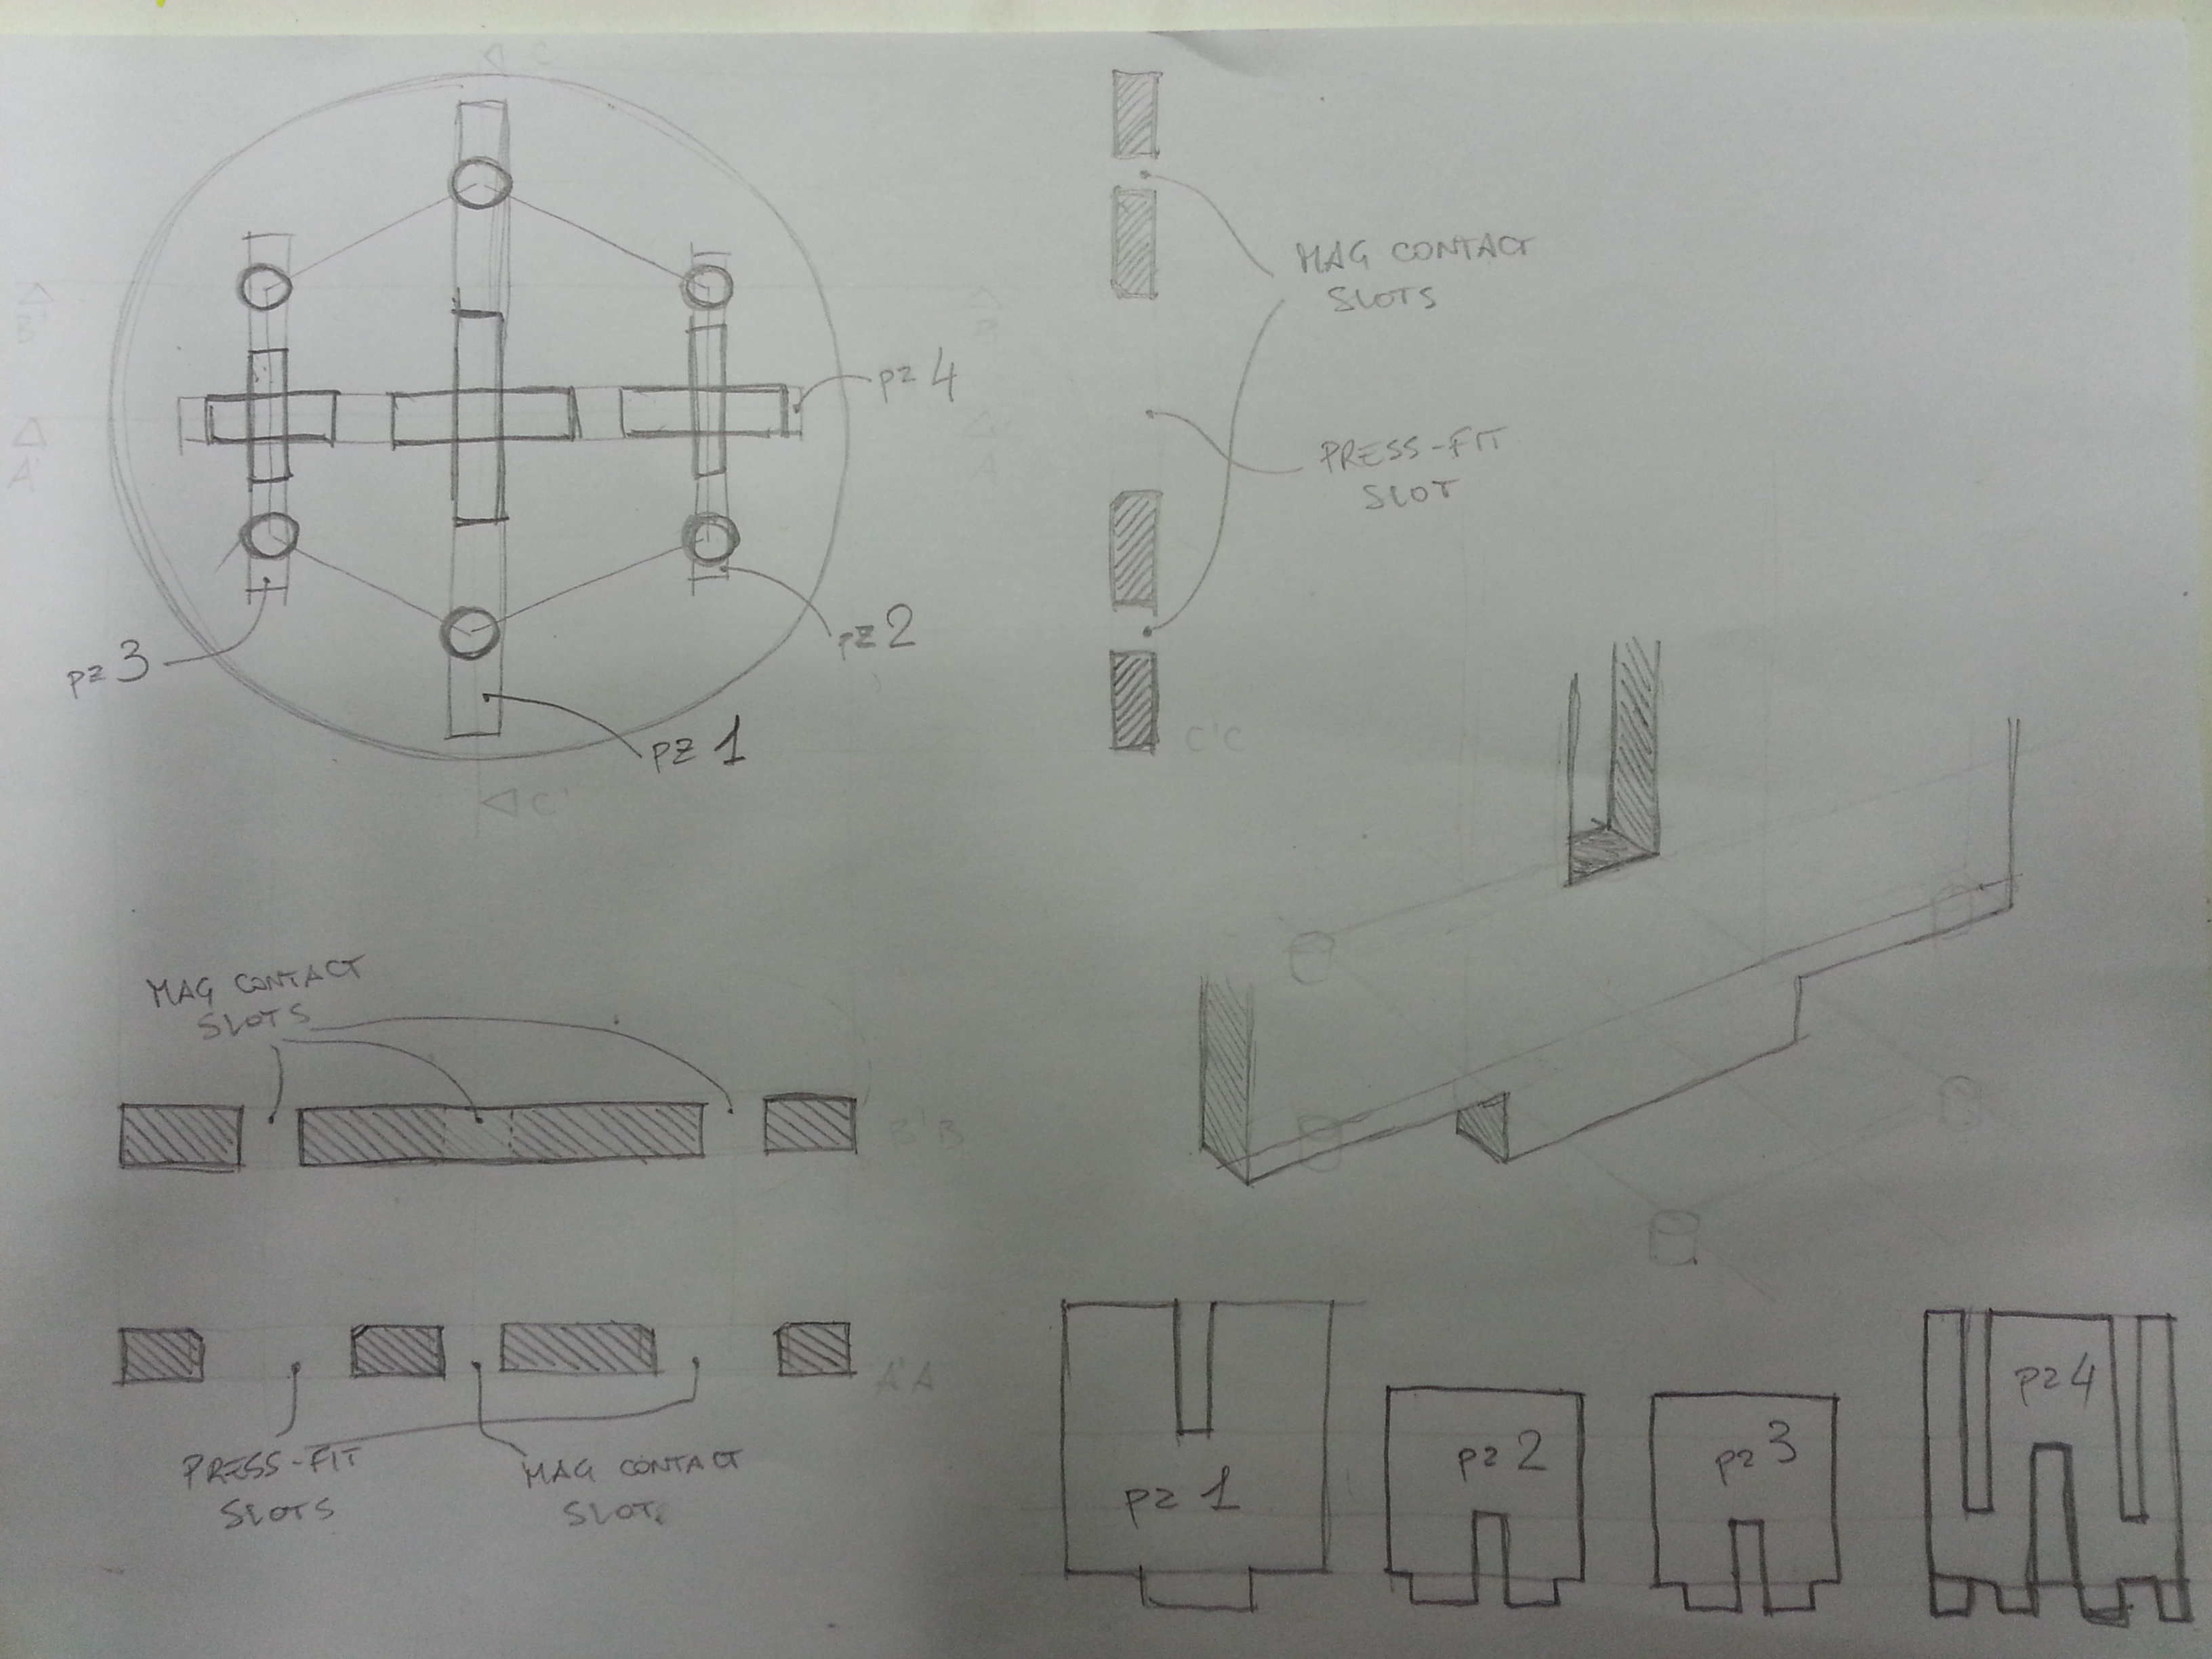 C
B'
B
A'
A
C'
PZ 3
PZ 4
PZ 2
PZ 1
MAG CONTACT
SLOTS
PRESS-FIT
SLOT
C'C
MAG CONTACT
SLOTS
B'B
PRESS-FIT
SLOTS
MAG CONTACT
SLOTS
A'A
PZ 1
PZ 2
PZ 3
PZ 4